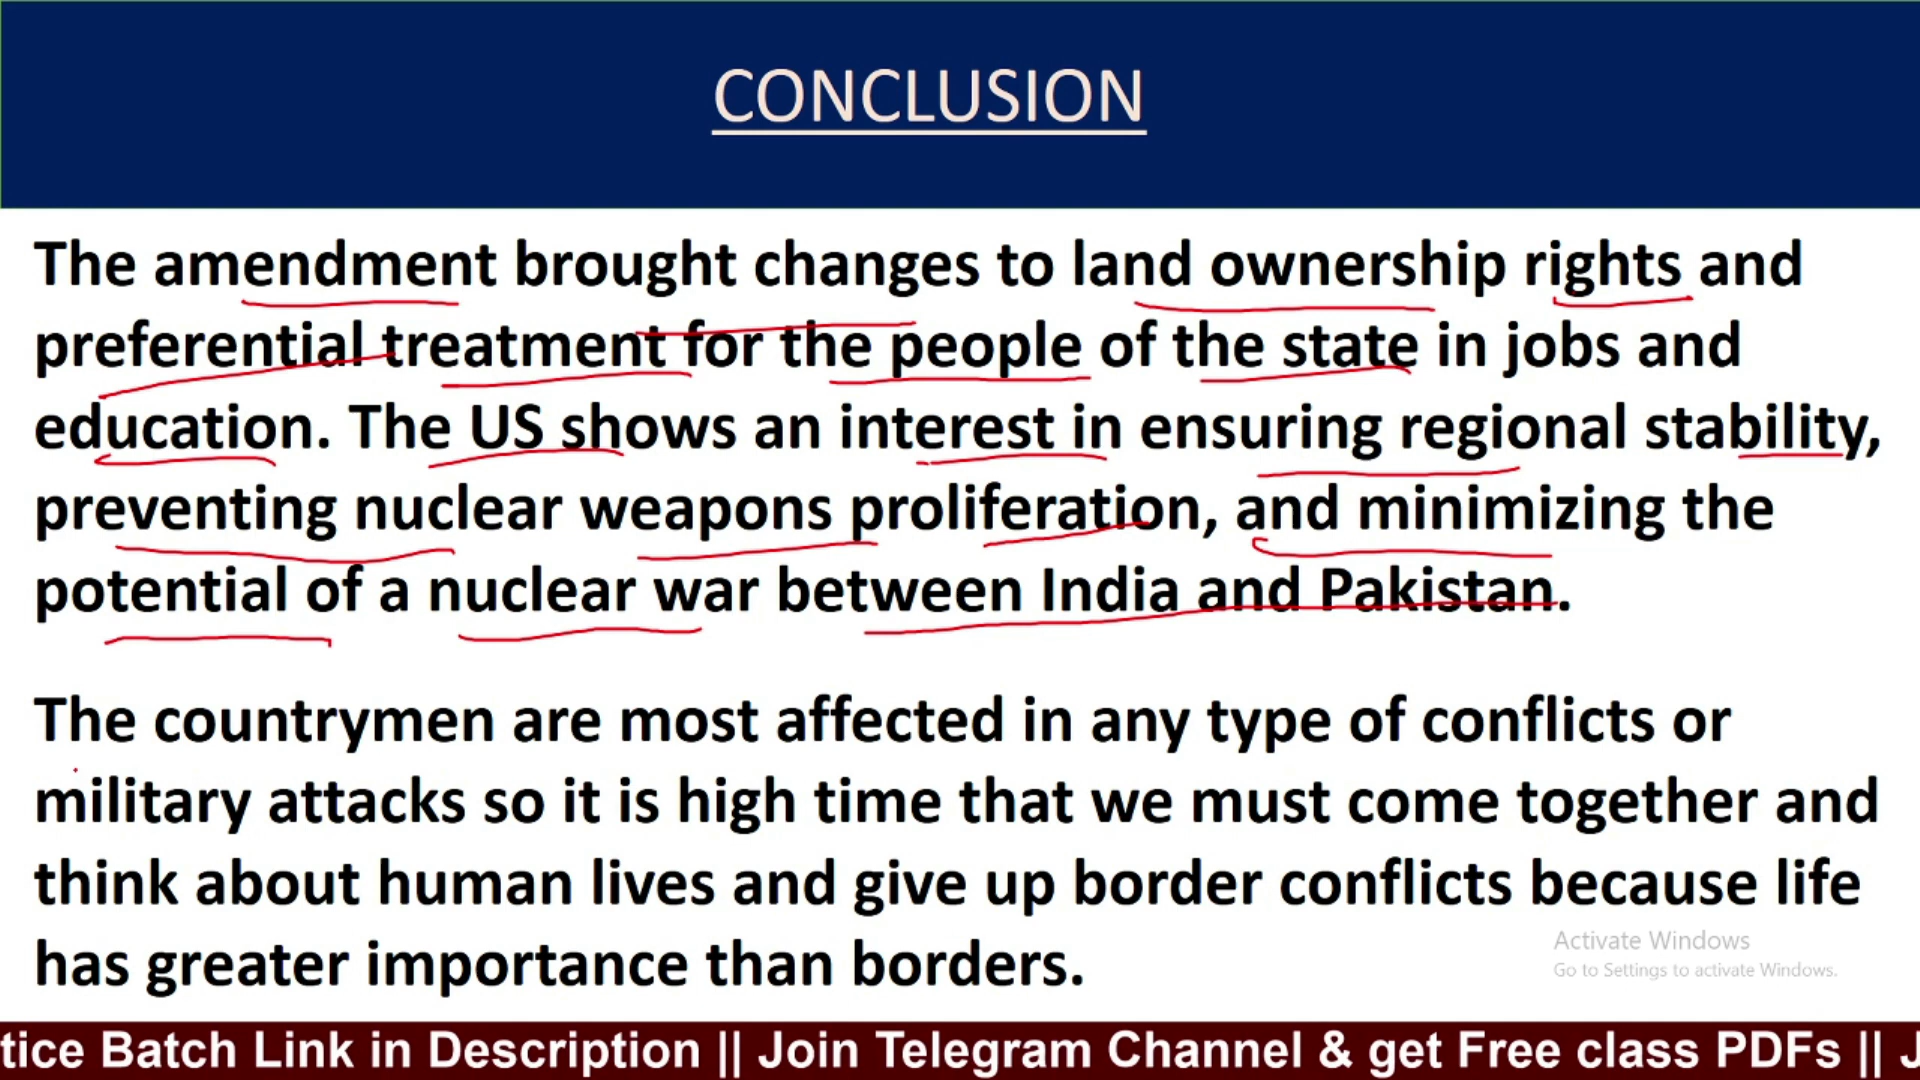 CONCLUSION
The amendment brought changes to land ownership rights and
preferential treatment for the people of the state in jobs and
education. The US shows an interest in ensuring regional stability,
preventing nuclear weapons proliferation, and minimizing the
potential of a nuclear war between India and Pakistan.
The countrymen are most affected in any type of conflicts or
military attacks so it is high time that we must come together and
think about human lives and give up border conflicts because life
has greater importance than borders.
Activate Windows
Go to Settings to activate Windows.
tice Batch Link in Description || Join Telegram Channel & get Free class PDFs || J